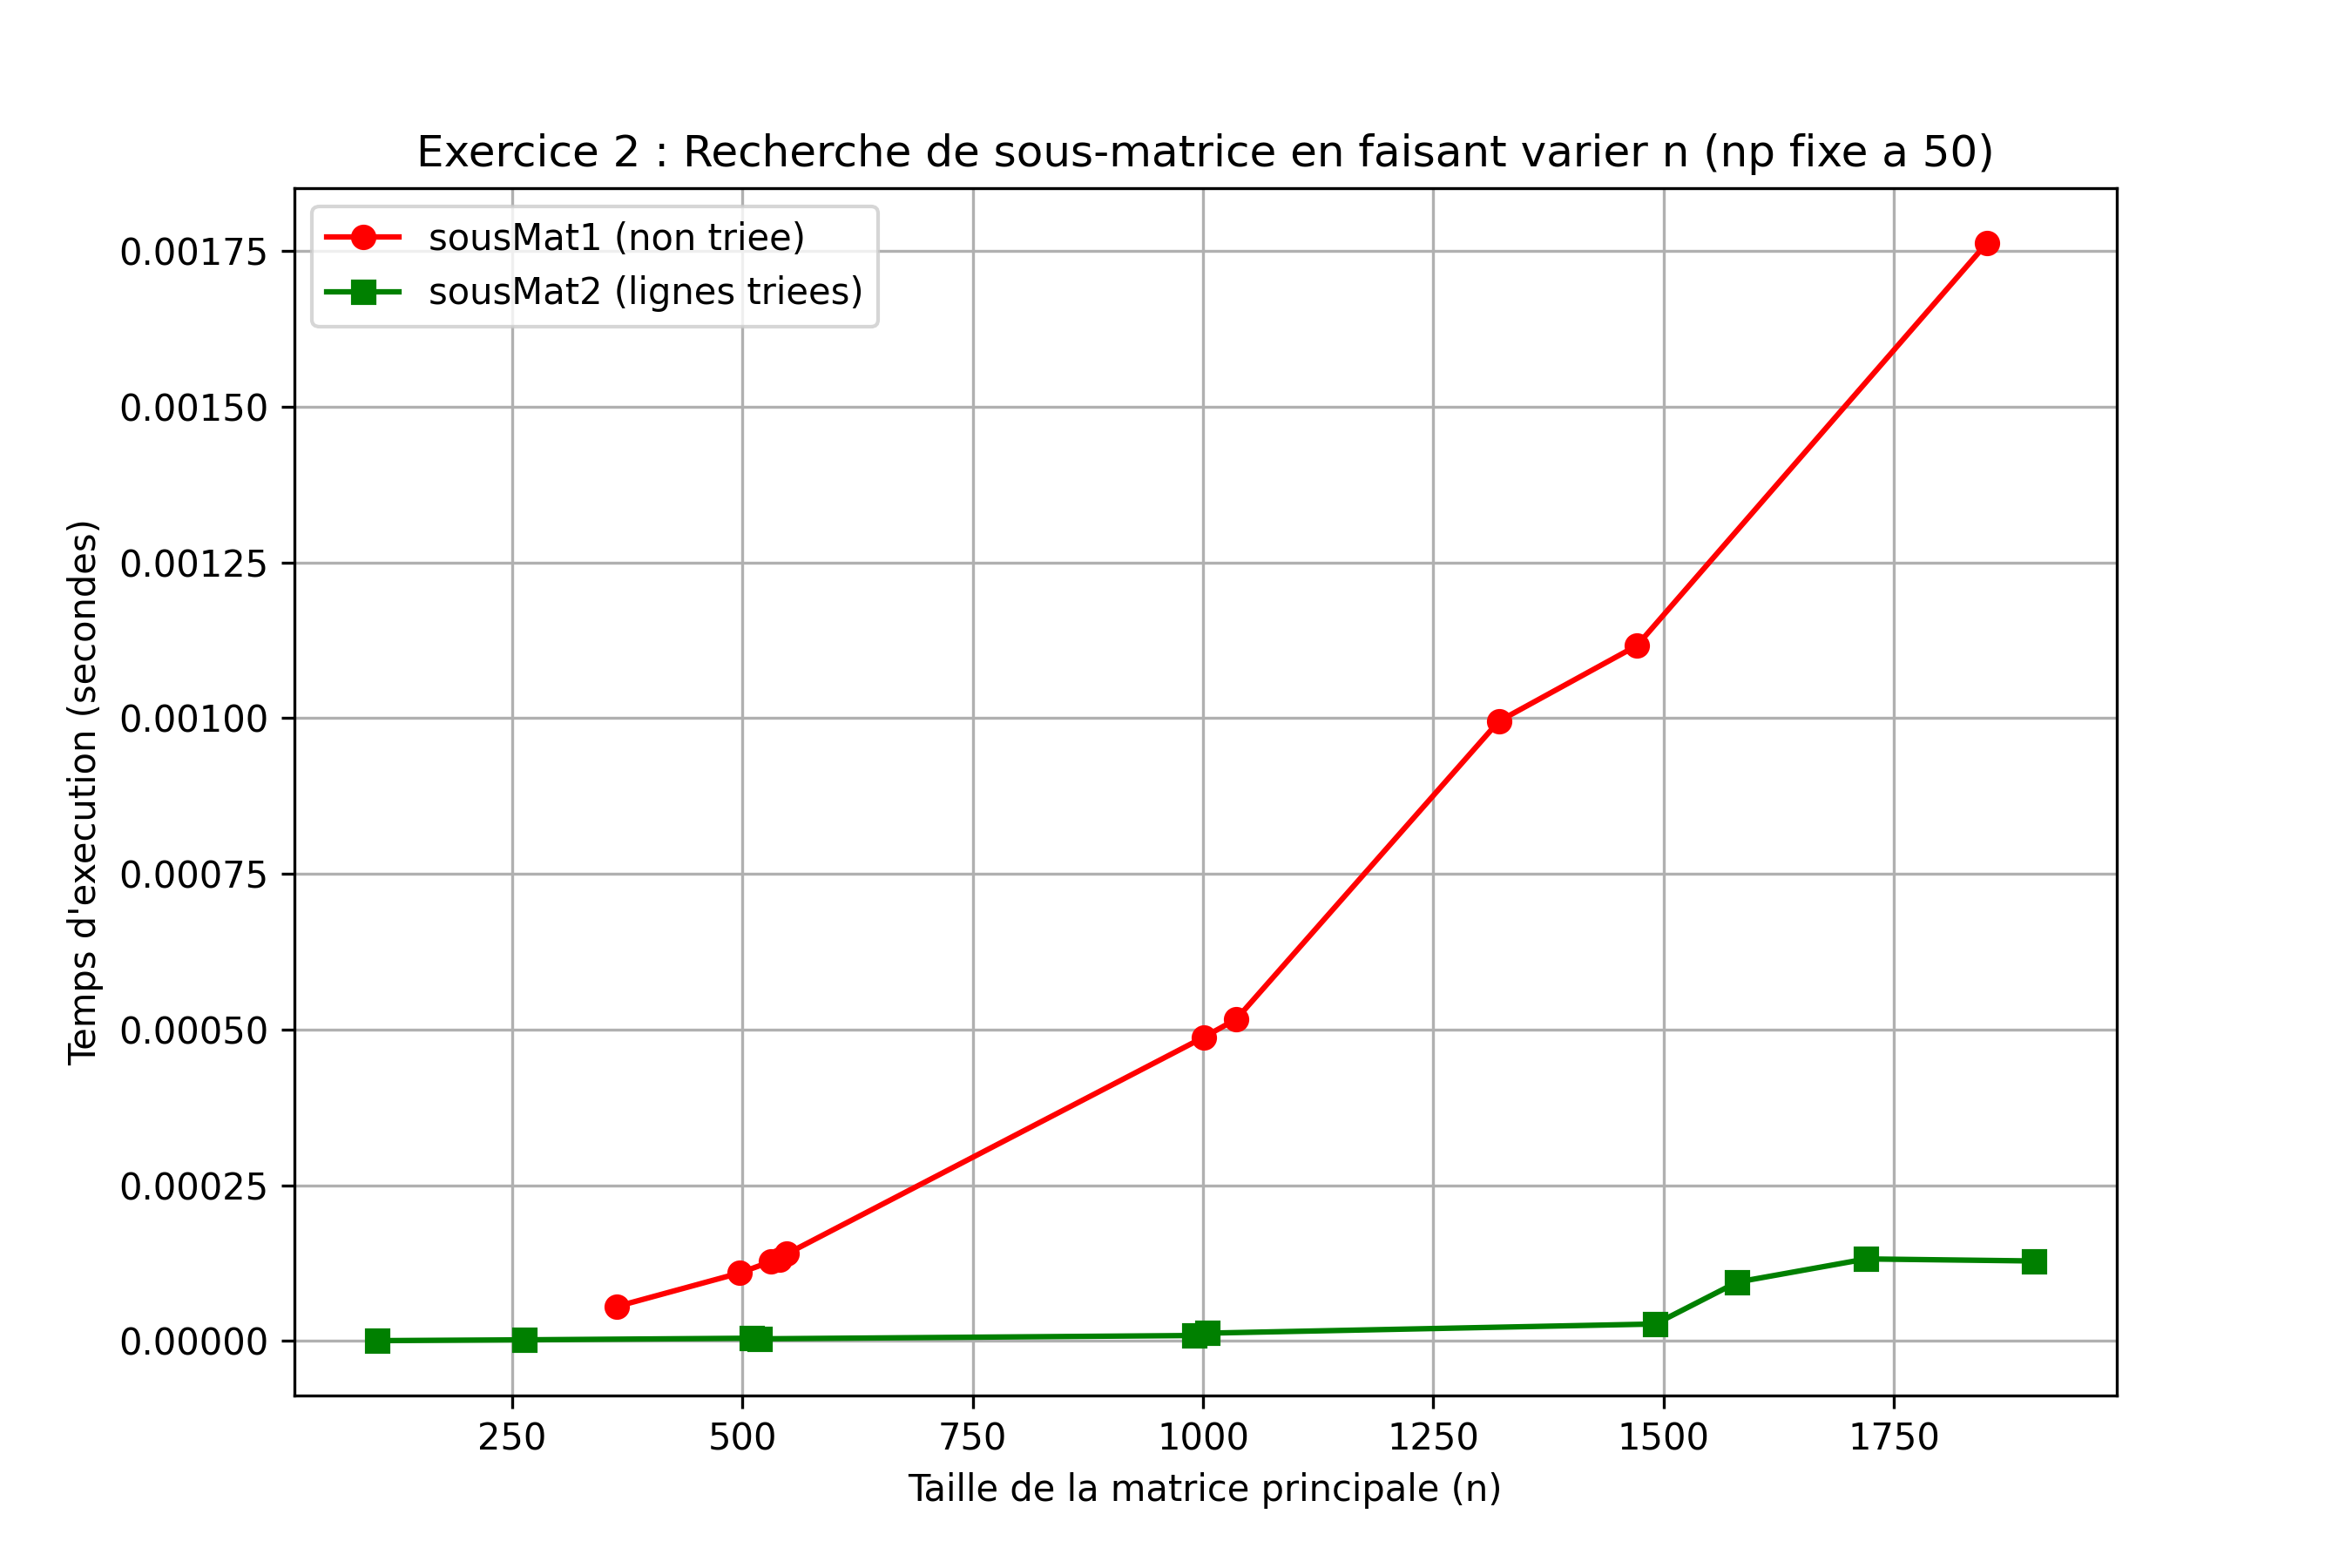 Exercice 2 : Recherche de sous-matrice en faisant varier n (np fixe a 50)
sousMat1 (non triee)
sousMat2 (lignes triees)
0.00175
0.00150
0.00125
0.00100
0.00075
0.00050
0.00025
0.00000
Temps d'execution (secondes)
250 500 750 1000 1250 1500 1750
Taille de la matrice principale (n)